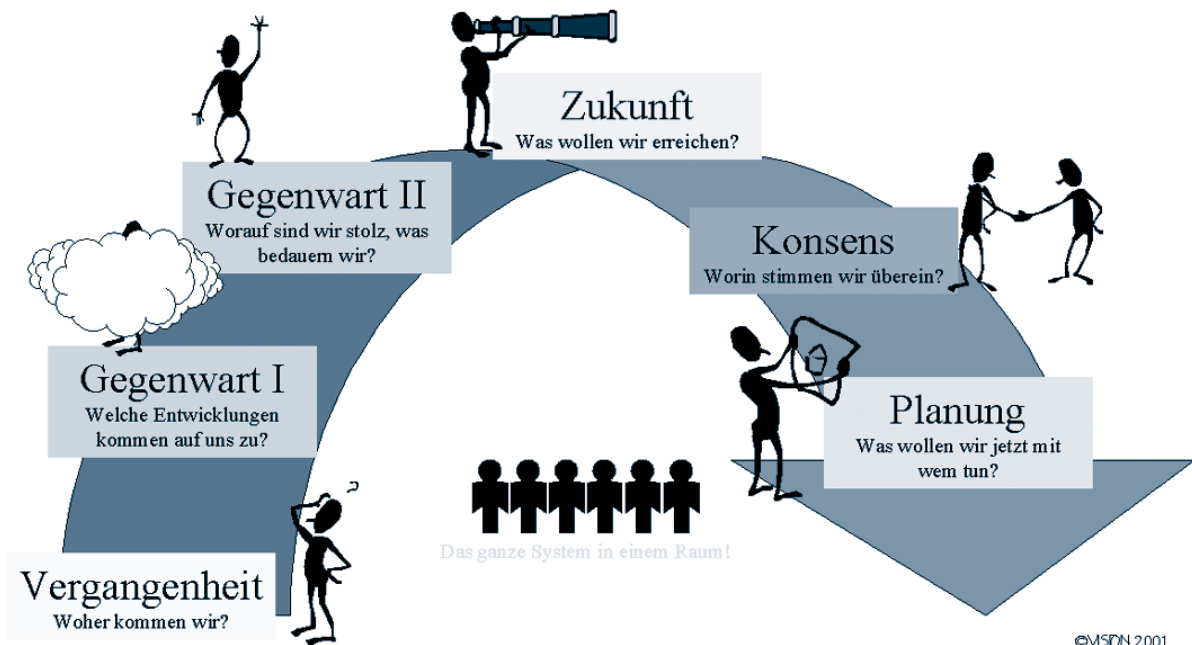 Zukunft
Was wollen wir erreichen?
Gegenwart II
Worauf sind wir stolz, was
bedauern wir?
Konsens
Worin stimmen wir überein?
Gegenwart I
Welche Entwicklungen
kommen auf uns zu?
Planung
Was wollen wir jetzt mit
wem tun?
Das ganze System in einem Raum!
Vergangenheit
Woher kommen wir?
2001